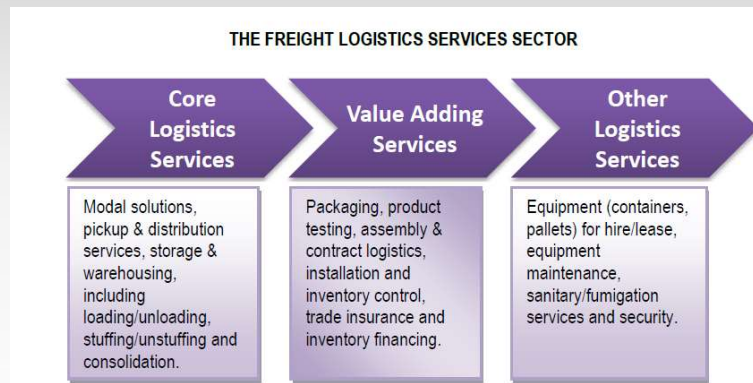 THE FREIGHT LOGISTICS SERVICES SECTOR
Core
Logistics
Services
Value Adding
Services
Other
Logistics
Services
Modal solutions,
pickup & distribution
services, storage &
warehousing,
including
loading/unloading,
stuffing/unstuffing and
consolidation.
Packaging, product
testing, assembly &
contract logistics,
installation and
inventory control,
trade insurance and
inventory financing.
Equipment (containers,
pallets) for hire/lease,
equipment
maintenance,
sanitary/fumigation
services and security.